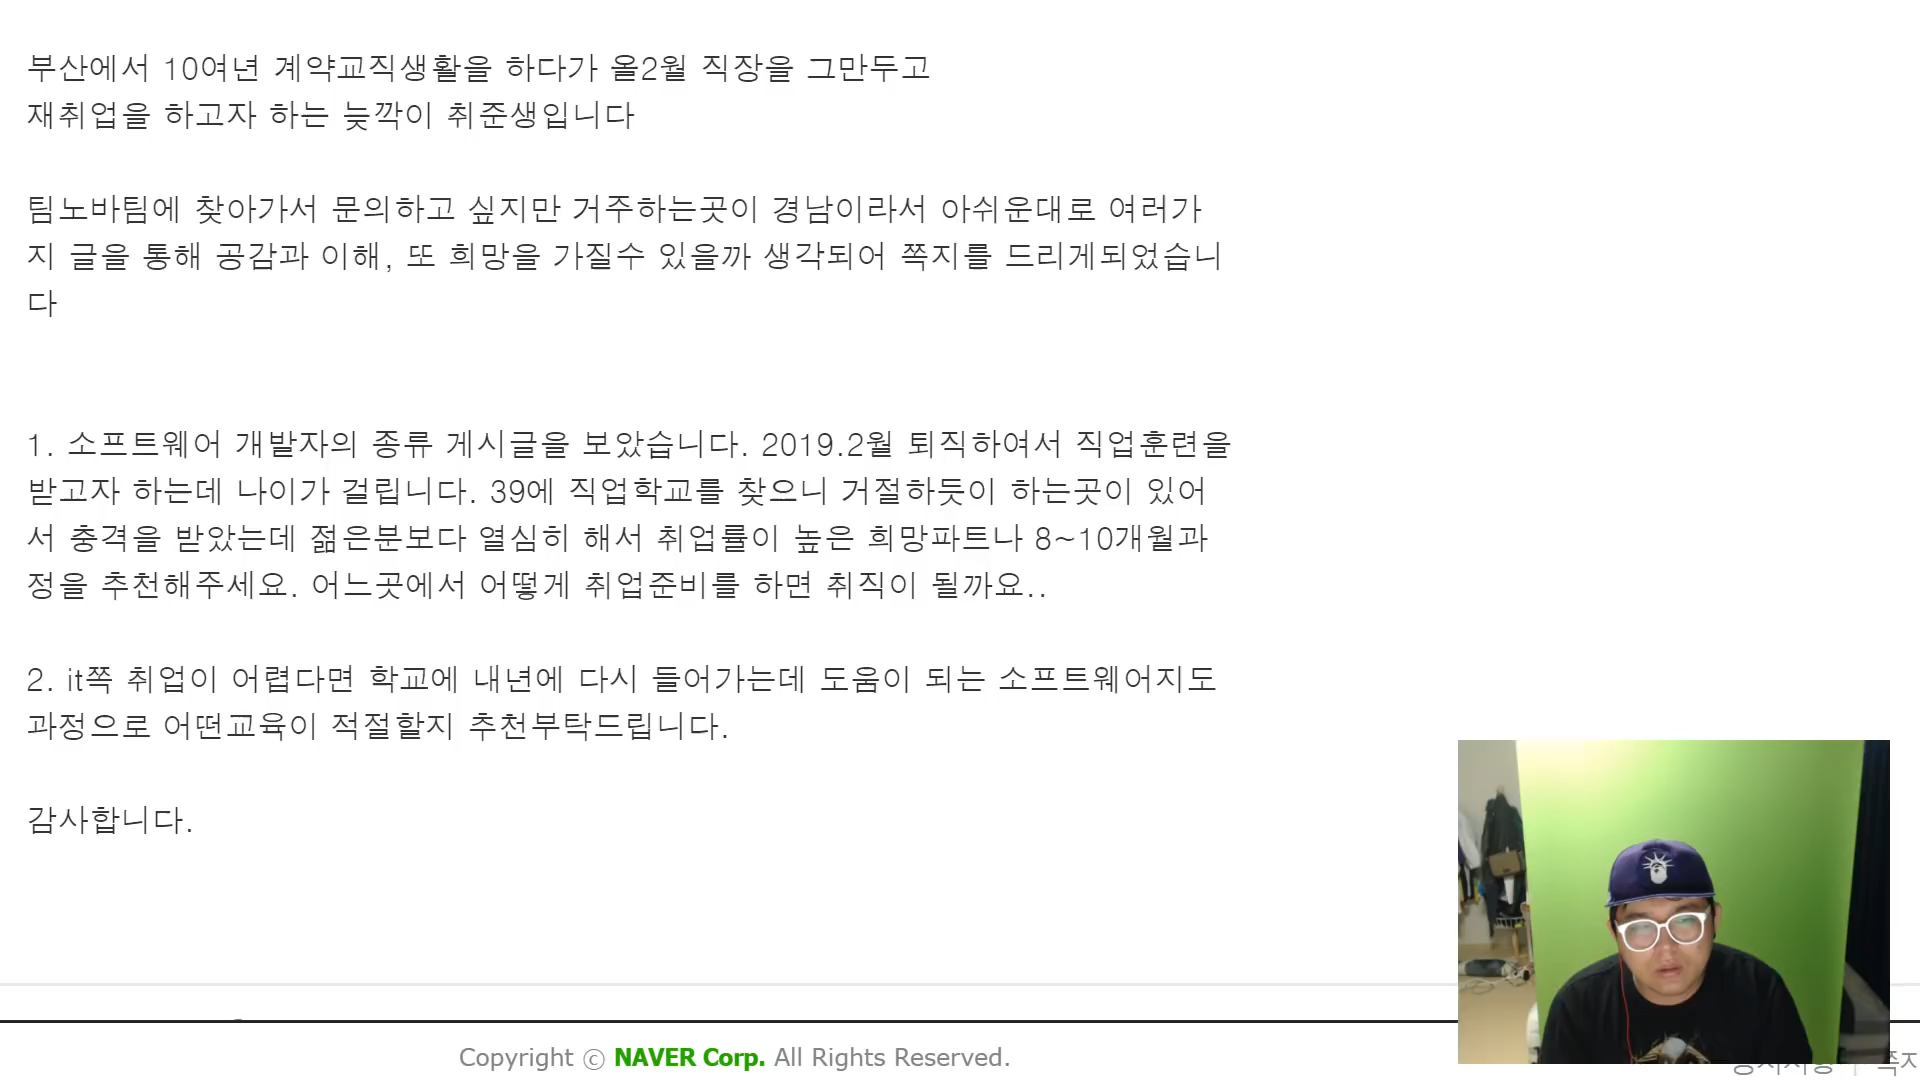 부산에서 10여년 계약교직생활을 하다가 올2월 직장을 그만두고
재취업을 하고자 하는 늦깍이 취준생입니다
팀노바팀에 찾아가서 문의하고 싶지만 거주하는곳이 경남이라서 아쉬운대로 여러가
지 글을 통해 공감과 이해, 또 희망을 가질수 있을까 생각되어 쪽지를 드리게되었습니
다
1. 소프트웨어 개발자의 종류 게시글을 보았습니다. 2019.2월 퇴직하여서 직업훈련을
받고자 하는데 나이가 걸립니다. 39에 직업학교를 찾으니 거절하듯이 하는곳이 있어
서 충격을 받았는데 젊은분보다 열심히 해서 취업률이 높은 희망파트나 8~10개월과
정을 추천해주세요. 어느곳에서 어떻게 취업준비를 하면 취직이 될까요..
2. it쪽 취업이 어렵다면 학교에 내년에 다시 들어가는데 도움이 되는 소프트웨어지도
과정으로 어떤교육이 적절할지 추천부탁드립니다.
감사합니다.
Copyright ⓒ NAVER Corp. All Rights Reserved.